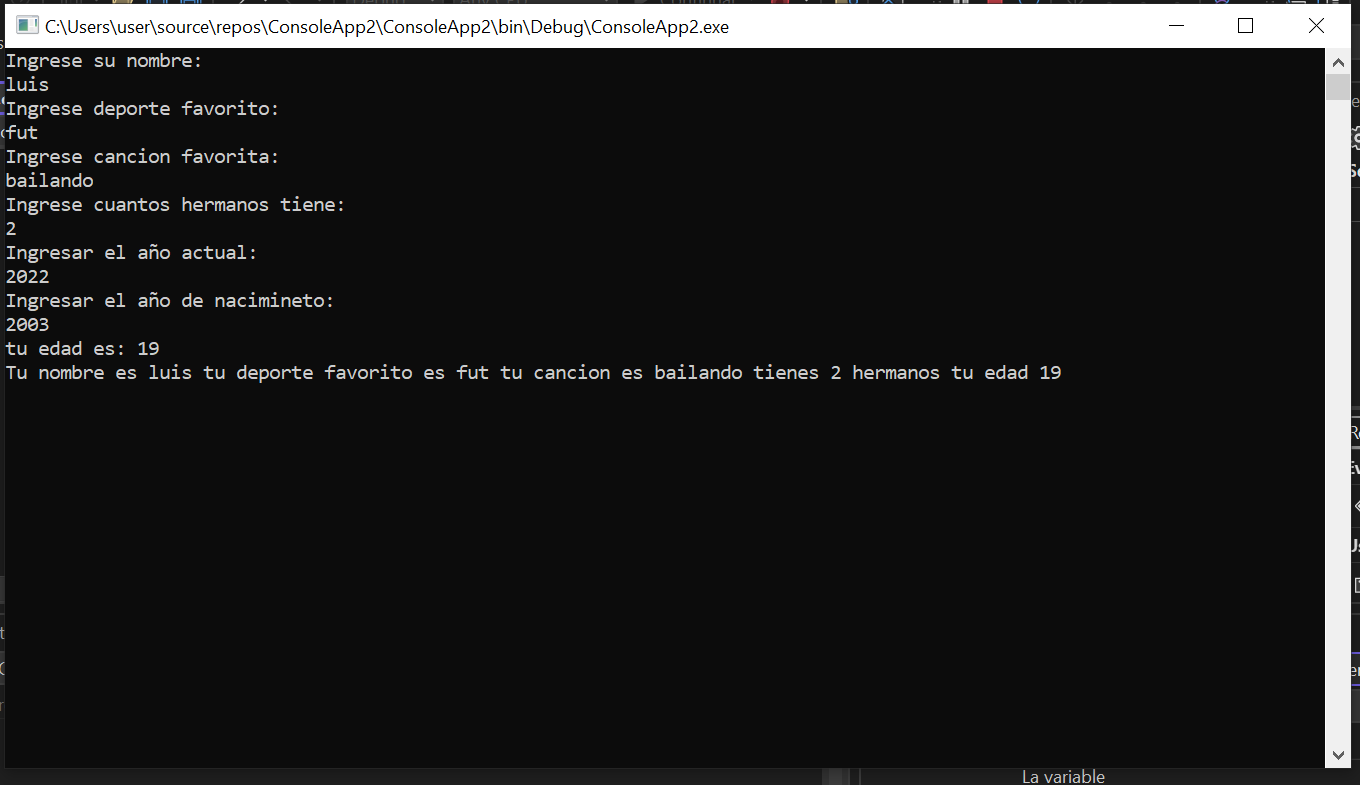 C:\Users\user\source\repos\ConsoleApp2\ConsoleApp2\bin\Debug\ConsoleApp2.exe
Ingrese su nombre:
luis
Ingrese deporte favorito:
fut
Ingrese cancion favorita:
bailando
Ingrese cuantos hermanos tiene:
2
Ingresar el año actual:
2022
Ingresar el año de nacimineto:
2003
tu edad es: 19
Tu nombre es luis tu deporte favorito es fut tu cancion es bailando tienes 2 hermanos tu edad 19
La variable